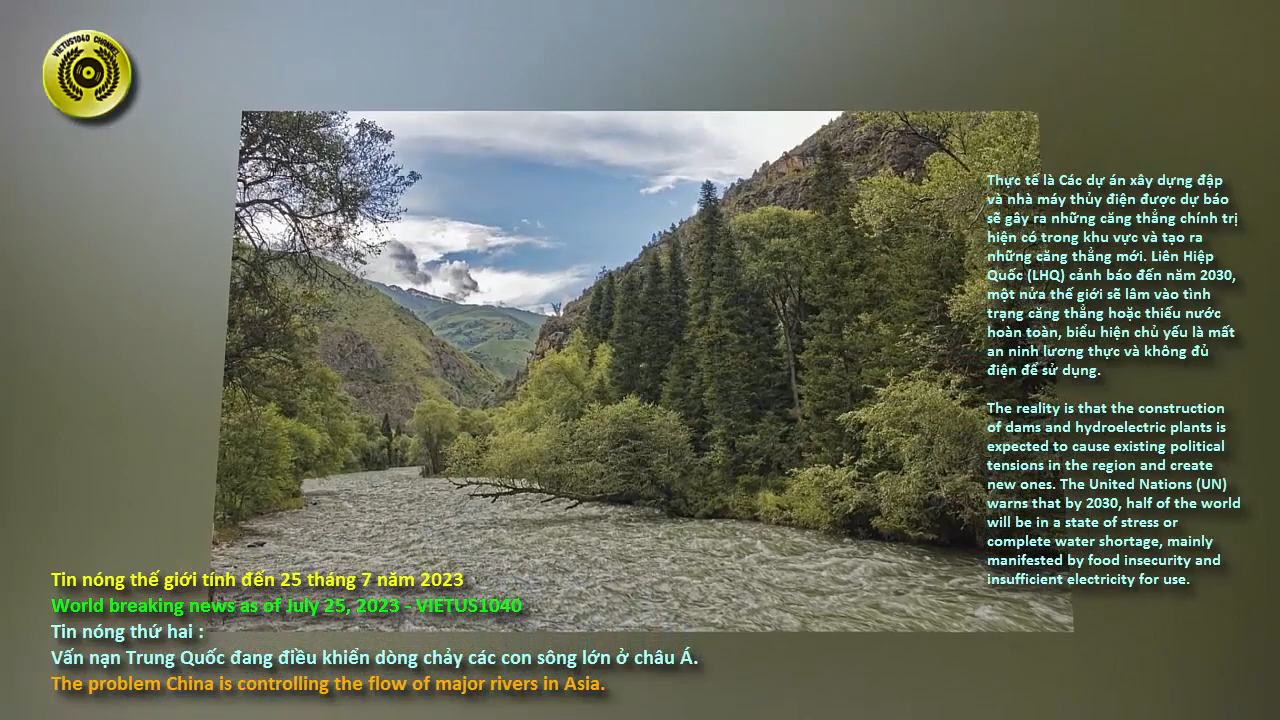 VIETUS1040 CHANNEL
Thực tế là Các dự án xây dựng đập
và nhà máy thủy điện được dự báo
sẽ gây ra những căng thẳng chính trị
hiện có trong khu vực và tạo ra
những căng thẳng mới. Liên Hiệp
Quốc (LHQ) cảnh báo đến năm 2030,
một nửa thế giới sẽ lâm vào tình
trạng căng thẳng hoặc thiếu nước
hoàn toàn, biểu hiện chủ yếu là mất
an ninh lương thực và không đủ
điện để sử dụng.
The reality is that the construction
of dams and hydroelectric plants is
expected to cause existing political
tensions in the region and create
new ones. The United Nations (UN)
warns that by 2030, half of the world
will be in a state of stress or
complete water shortage, mainly
manifested by food insecurity and
insufficient electricity for use.
Tin nóng thế giới tính đến 25 tháng 7 năm 2023
World breaking news as of July 25, 2023 - VIETUS1040
Tin nóng thứ hai :
Vấn nạn Trung Quốc đang điều khiển dòng chảy các con sông lớn ở châu Á.
The problem China is controlling the flow of major rivers in Asia.